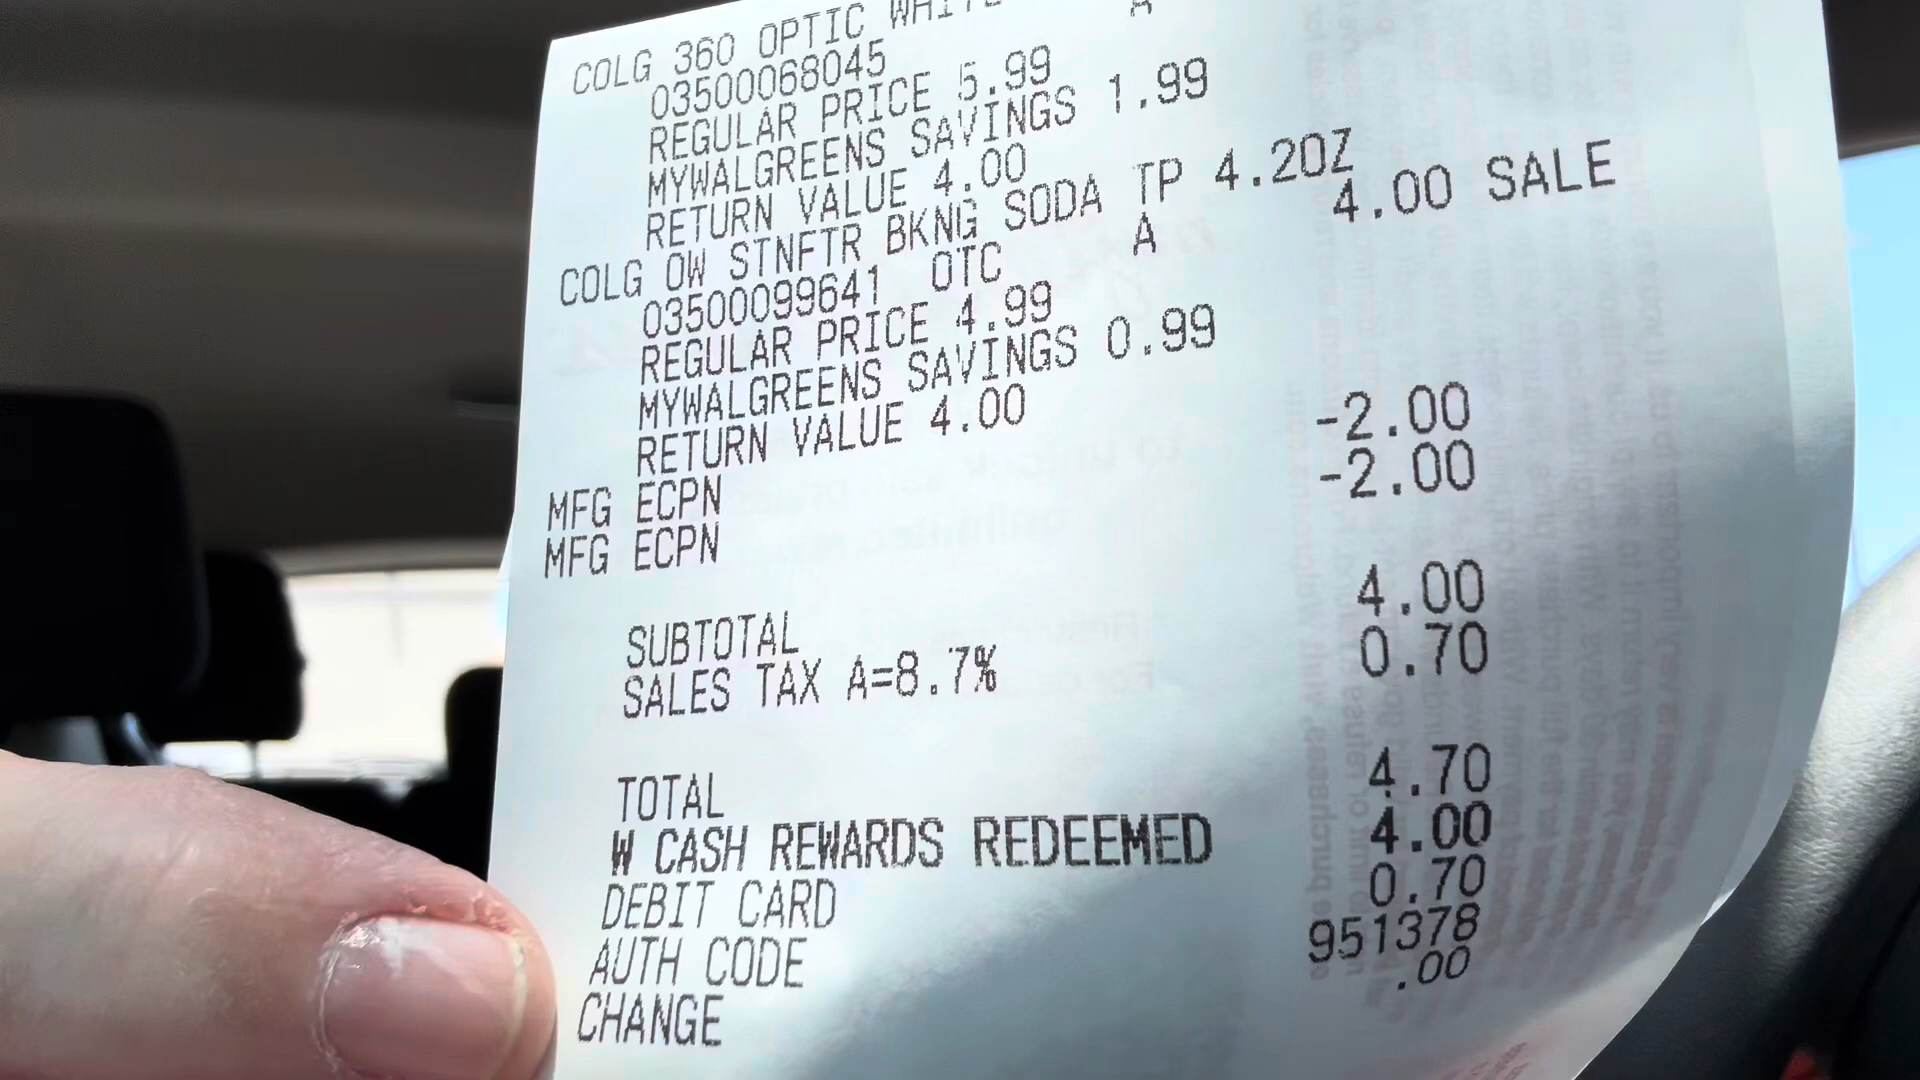 COLG 360 OPTIC WHITE A
03500068045
REGULAR PRICE 5.99
MYWALGREENS SAVINGS 1.99
RETURN VALUE 4.00
COLG OW STNFTR BKNG SODA TP 4.2OZ
03500099641 OTC A 4.00 SALE
REGULAR PRICE 4.99
MYWALGREENS SAVINGS 0.99
RETURN VALUE 4.00
MFG ECPN -2.00
MFG ECPN -2.00
SUBTOTAL 4.00
SALES TAX A=8.7% 0.70
TOTAL 4.70
W CASH REWARDS REDEEMED 4.00
DEBIT CARD 0.70
AUTH CODE 951378
CHANGE .00